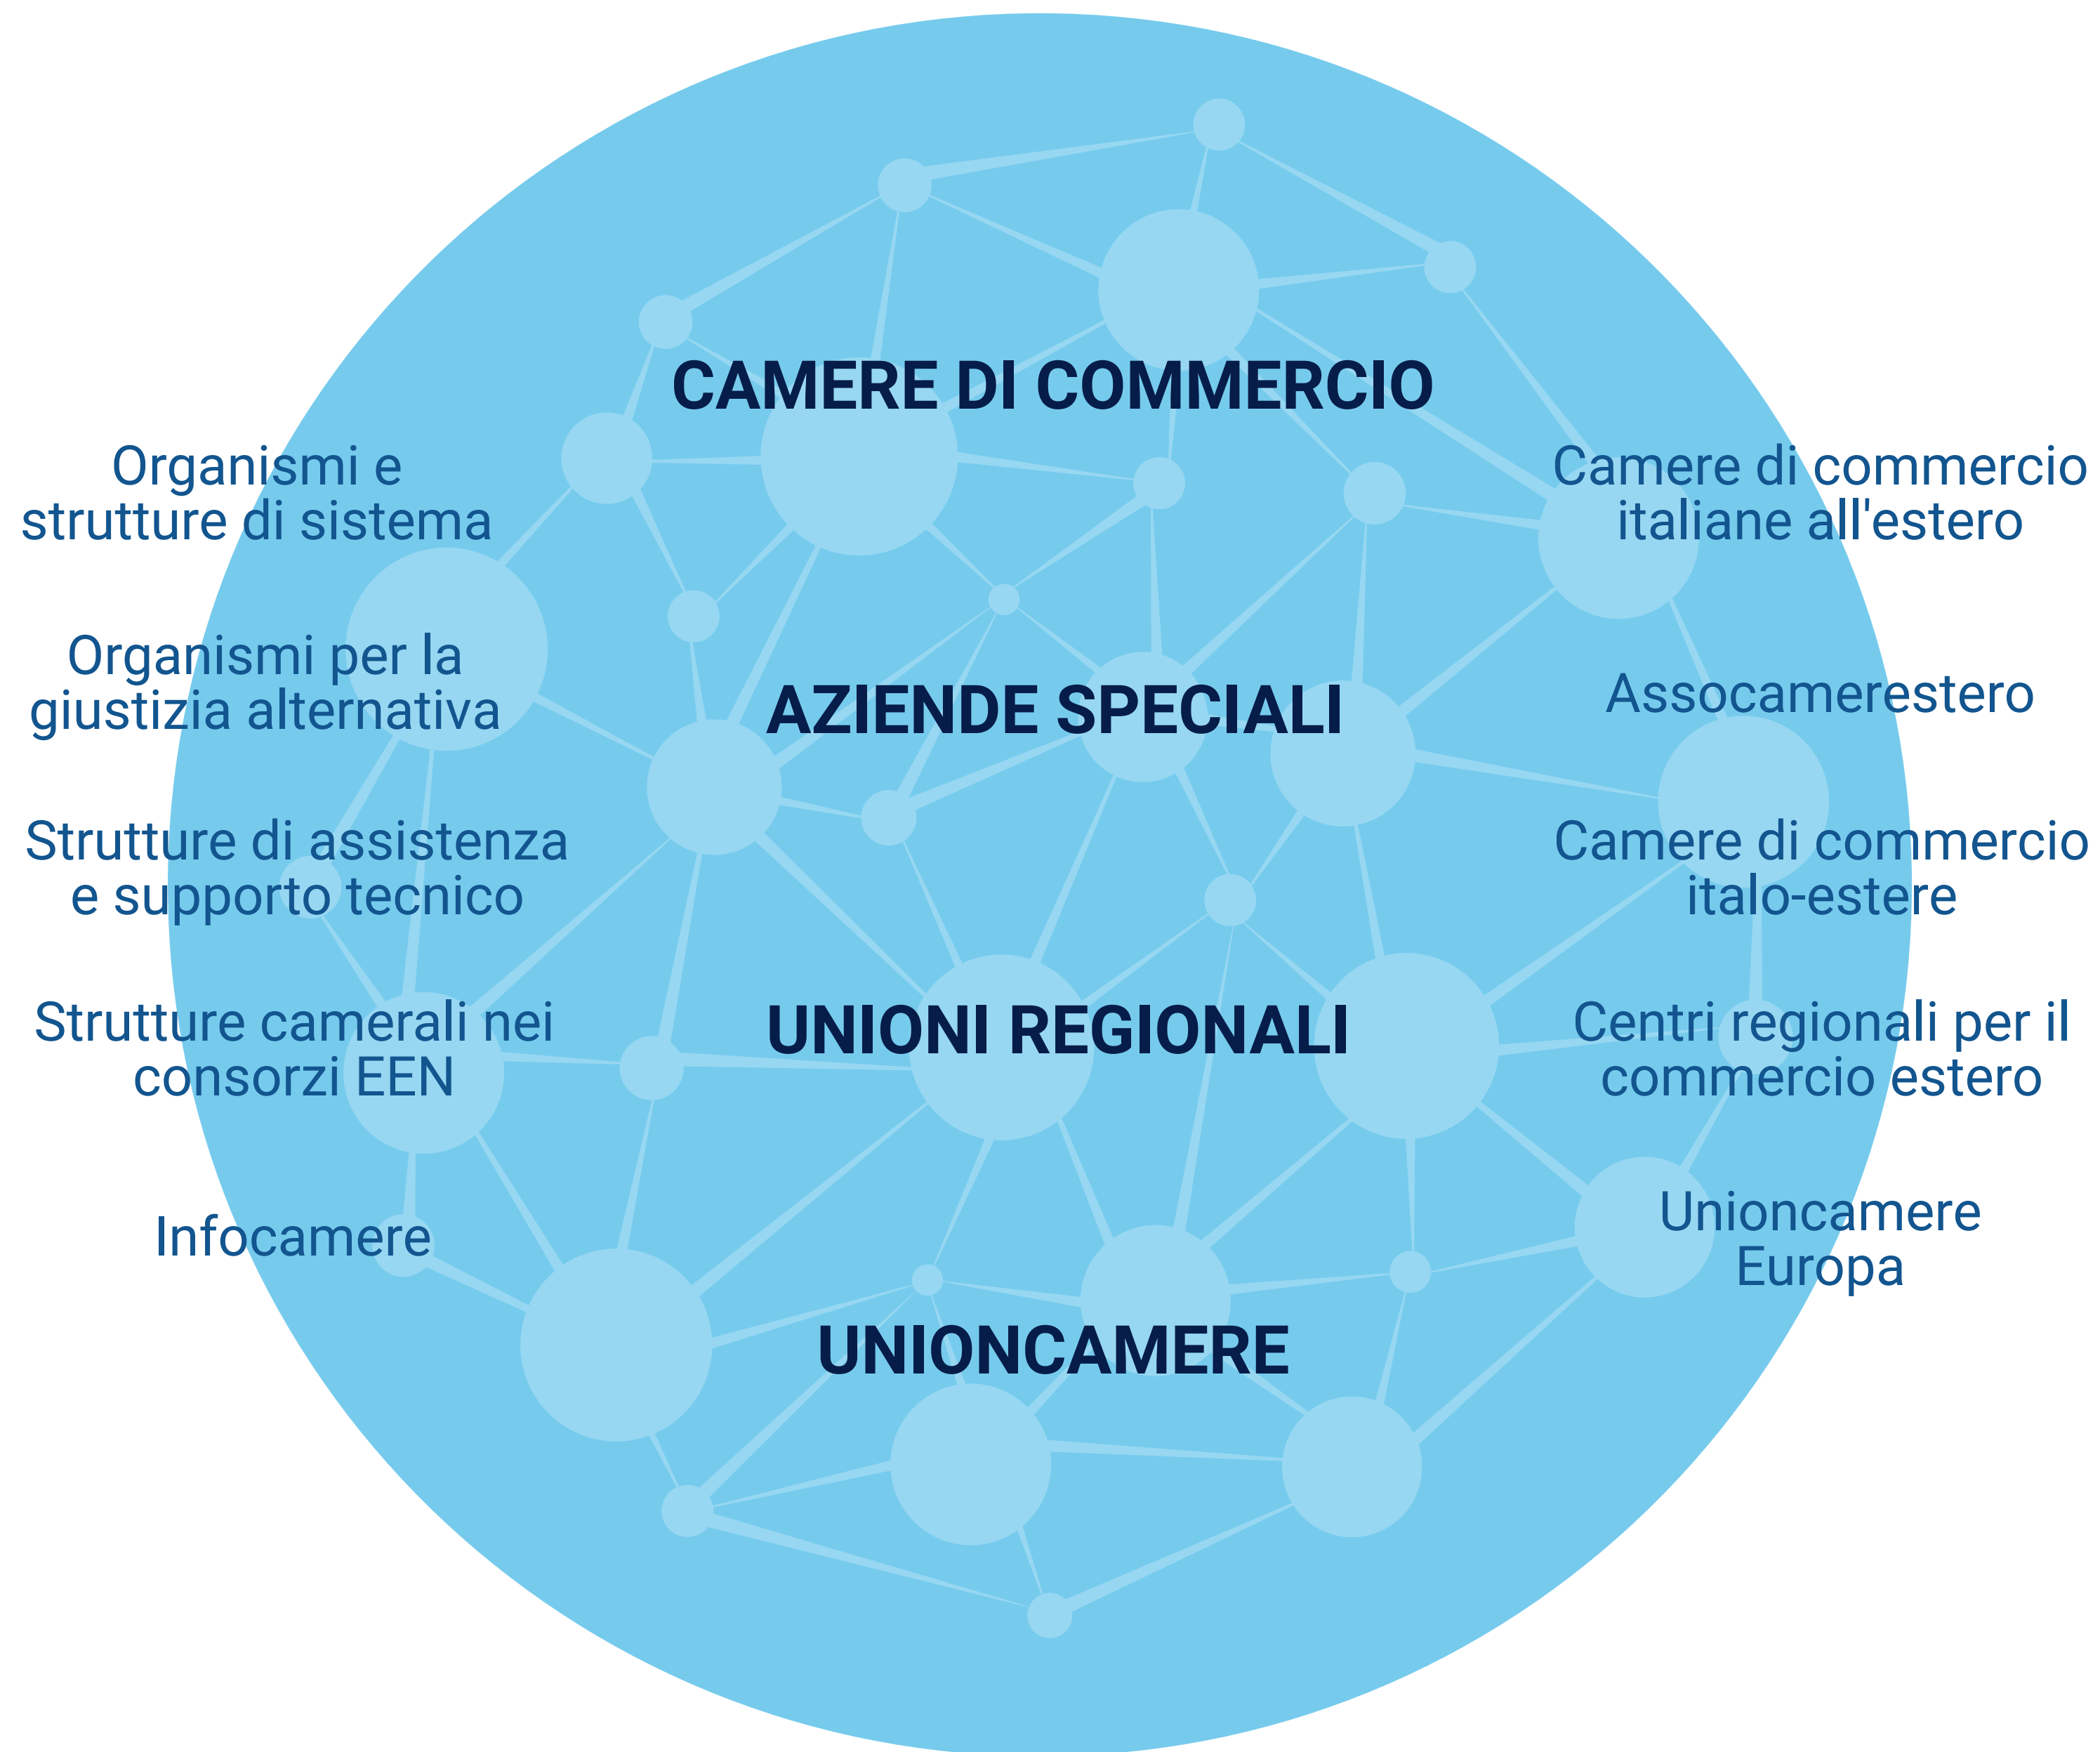 CAMERE DI COMMERCIO
Organismi e
strutture di sistema
Camere di commercio
italiane all'estero
Organismi per la
giustizia alternativa
AZIENDE SPECIALI
Assocamerestero
Strutture di assistenza
e supporto tecnico
Camere di commercio
italo-estere
Strutture camerali nei
consorzi EEN
UNIONI REGIONALI
Centri regionali per il
commercio estero
Infocamere
Unioncamere
Europa
UNIONCAMERE